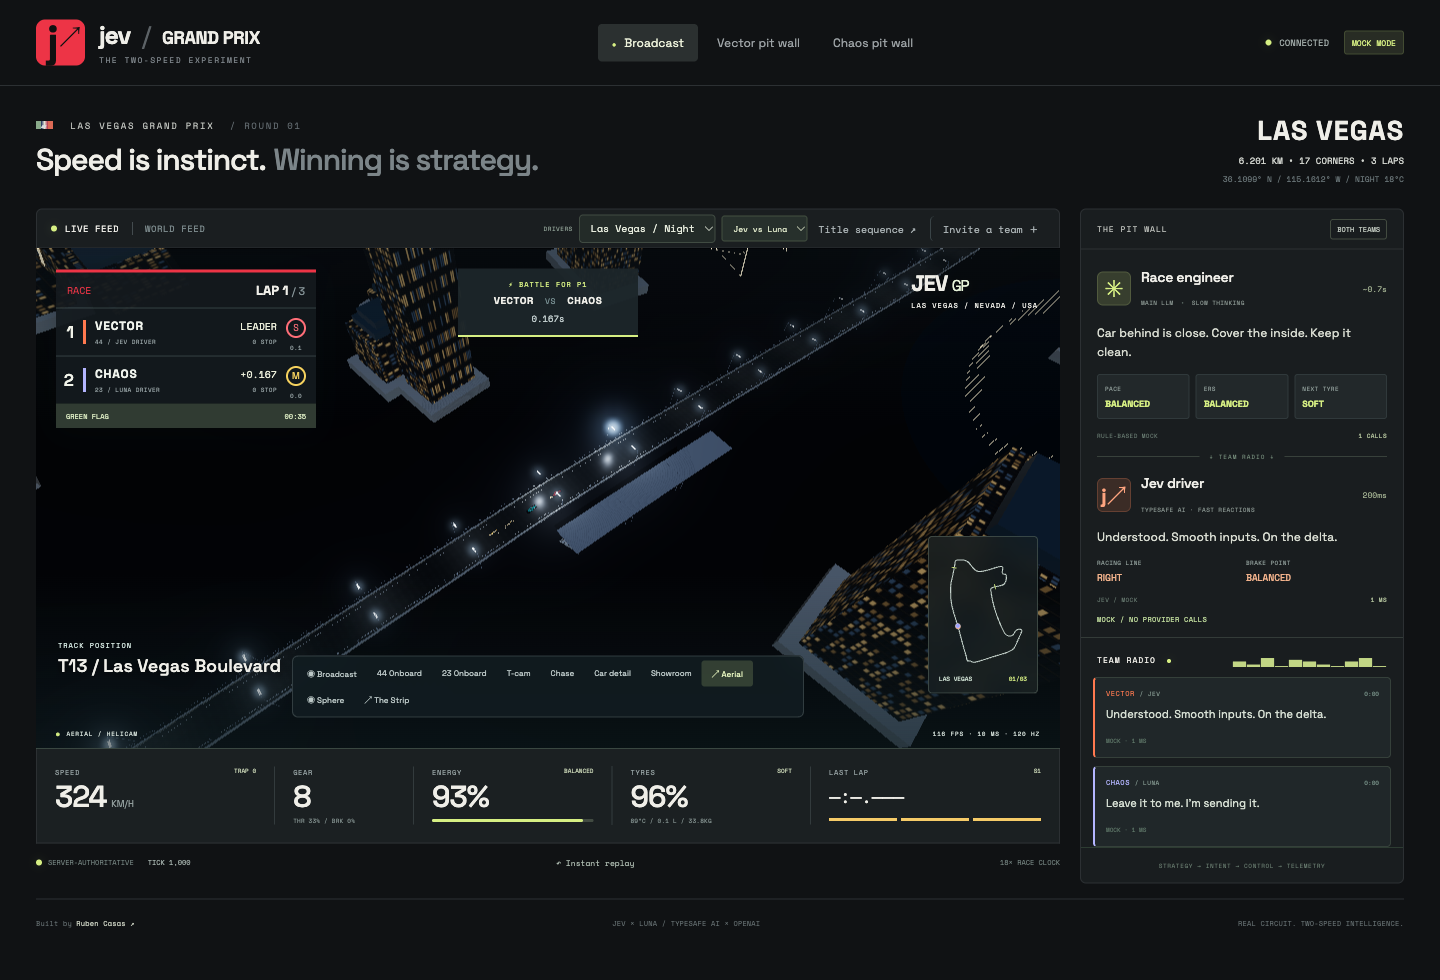 jev / GRAND PRIX
THE TWO-SPEED EXPERIMENT
Broadcast
Vector pit wall
Chaos pit wall
CONNECTED
MOCK MODE
LAS VEGAS GRAND PRIX / ROUND 01
Speed is instinct. Winning is strategy.
LAS VEGAS
6.201 KM • 17 CORNERS • 3 LAPS
36.1099° N / 115.1612° W / NIGHT 18°C
LIVE FEED
WORLD FEED
DRIVERS
Las Vegas / Night
Jev vs Luna
Title sequence ↗
Invite a team +
RACE
LAP 1 / 3
1 VECTOR LEADER S
44 / JEV DRIVER 0 STOP 0.1
2 CHAOS +0.167 M
23 / LUNA DRIVER 0 STOP 0.0
GREEN FLAG 00:35
⚡ BATTLE FOR P1
VECTOR VS CHAOS
0.167s
JEV GP
LAS VEGAS / NEVADA / USA
TRACK POSITION
T13 / Las Vegas Boulevard
Broadcast
44 Onboard
23 Onboard
T-cam
Chase
Car detail
Showroom
↗ Aerial
Sphere
↗ The Strip
LAS VEGAS 01/03
AERIAL / HELICAM
116 FPS · 10 MS · 120 HZ
SPEED TRAP 0
324 KM/H
GEAR
8
THR 33% / BRK 0%
ENERGY BALANCED
93%
TYRES SOFT
96%
89°C / 0.1 L / 33.8KG
LAST LAP S1
—:—.———
SERVER-AUTHORITATIVE TICK 1,000
↶ Instant replay
18× RACE CLOCK
THE PIT WALL
BOTH TEAMS
Race engineer
MAIN LLM · SLOW THINKING
~0.7s
Car behind is close. Cover the inside. Keep it
clean.
PACE
BALANCED
ERS
BALANCED
NEXT TYRE
SOFT
RULE-BASED MOCK
1 CALLS
↓ TEAM RADIO ↓
Jev driver
TYPESAFE AI · FAST REACTIONS
200ms
Understood. Smooth inputs. On the delta.
RACING LINE
RIGHT
BRAKE POINT
BALANCED
JEV / MOCK
1 MS
MOCK / NO PROVIDER CALLS
TEAM RADIO
VECTOR / JEV 0:00
Understood. Smooth inputs. On the delta.
MOCK · 1 MS
CHAOS / LUNA 0:00
Leave it to me. I'm sending it.
MOCK · 1 MS
STRATEGY → INTENT → CONTROL → TELEMETRY
Built by Ruben Casas ↗
JEV × LUNA / TYPESAFE AI × OPENAI
REAL CIRCUIT. TWO-SPEED INTELLIGENCE.